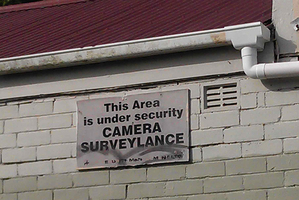 This Area
is under security
CAMERA
SURVEYLANCE